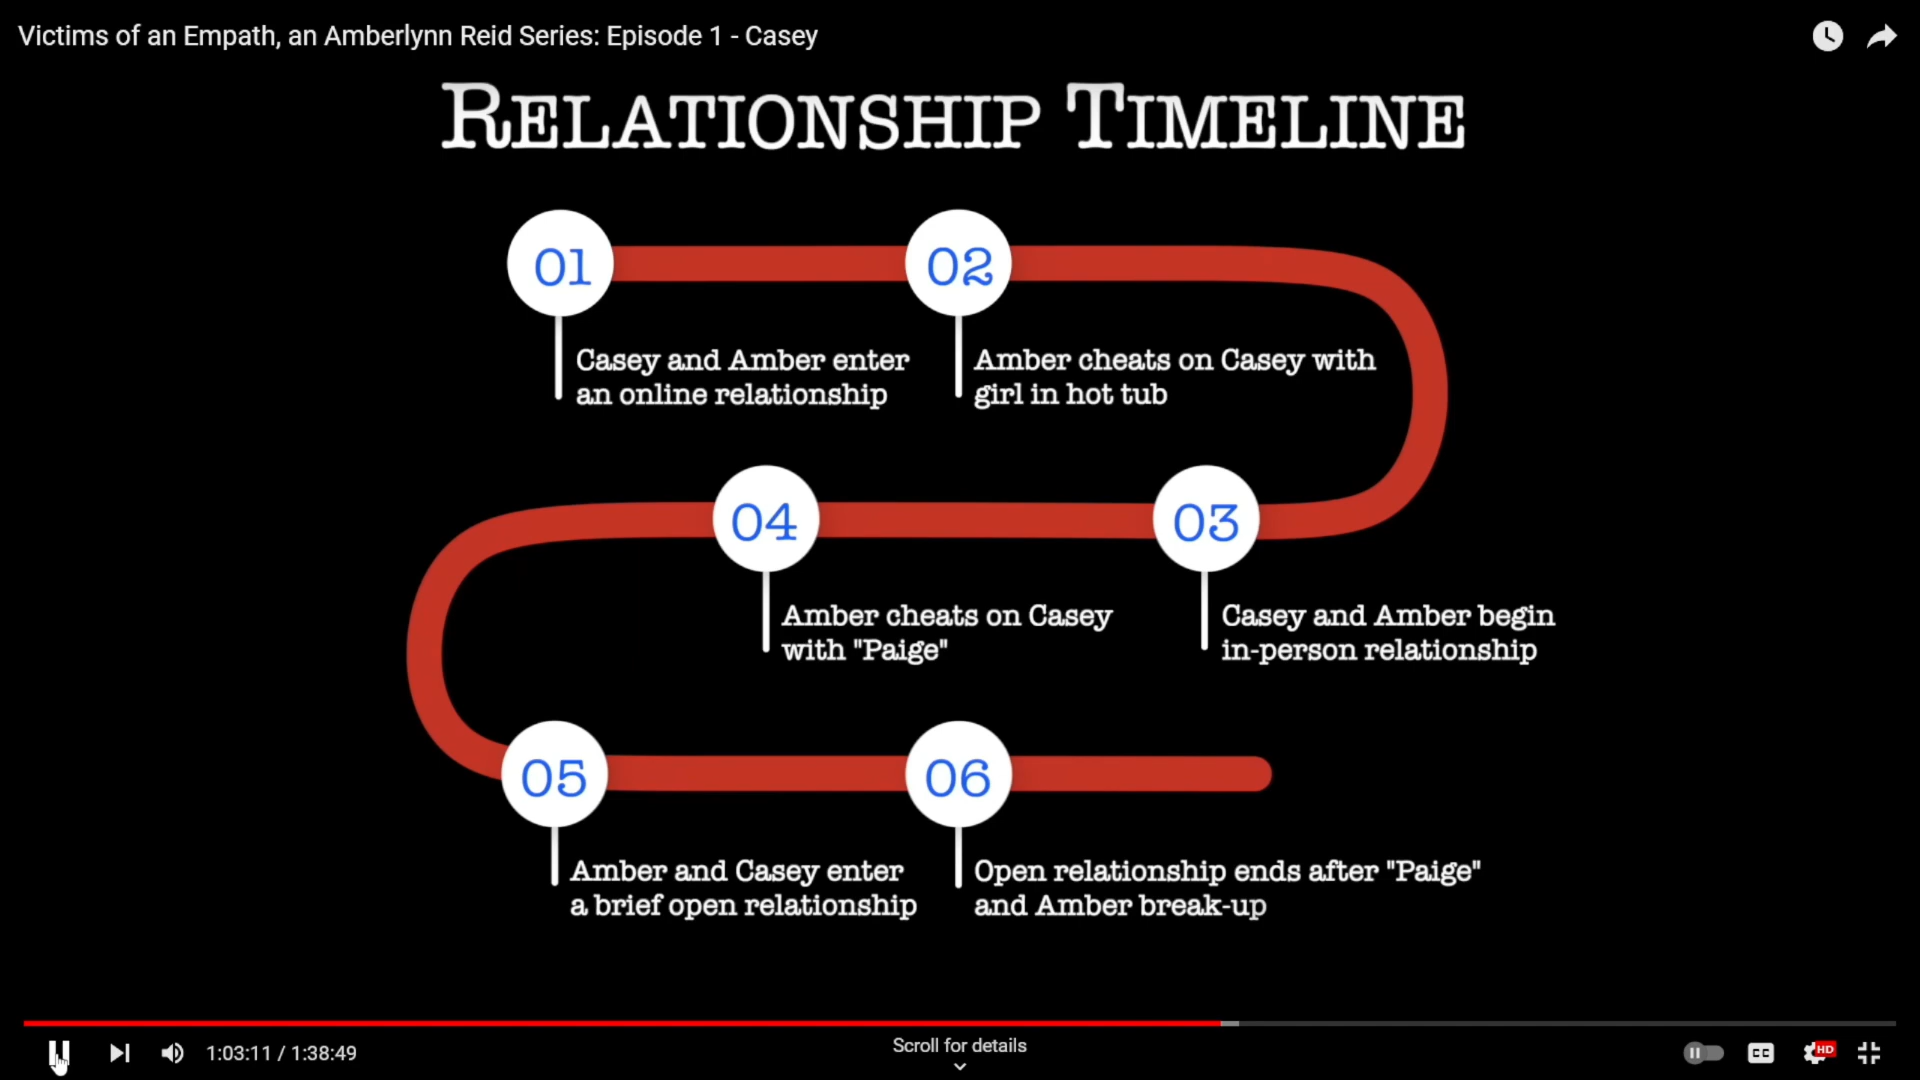 Victims of an Empath, an Amberlynn Reid Series: Episode 1 - Casey
RELATIONSHIP TIMELINE
01
Casey and Amber enter
an online relationship
02
Amber cheats on Casey with
girl in hot tub
03
Casey and Amber begin
in-person relationship
04
Amber cheats on Casey
with "Paige"
05
Amber and Casey enter
a brief open relationship
06
Open relationship ends after "Paige"
and Amber break-up
1:03:11 / 1:38:49
Scroll for details
CC
HD